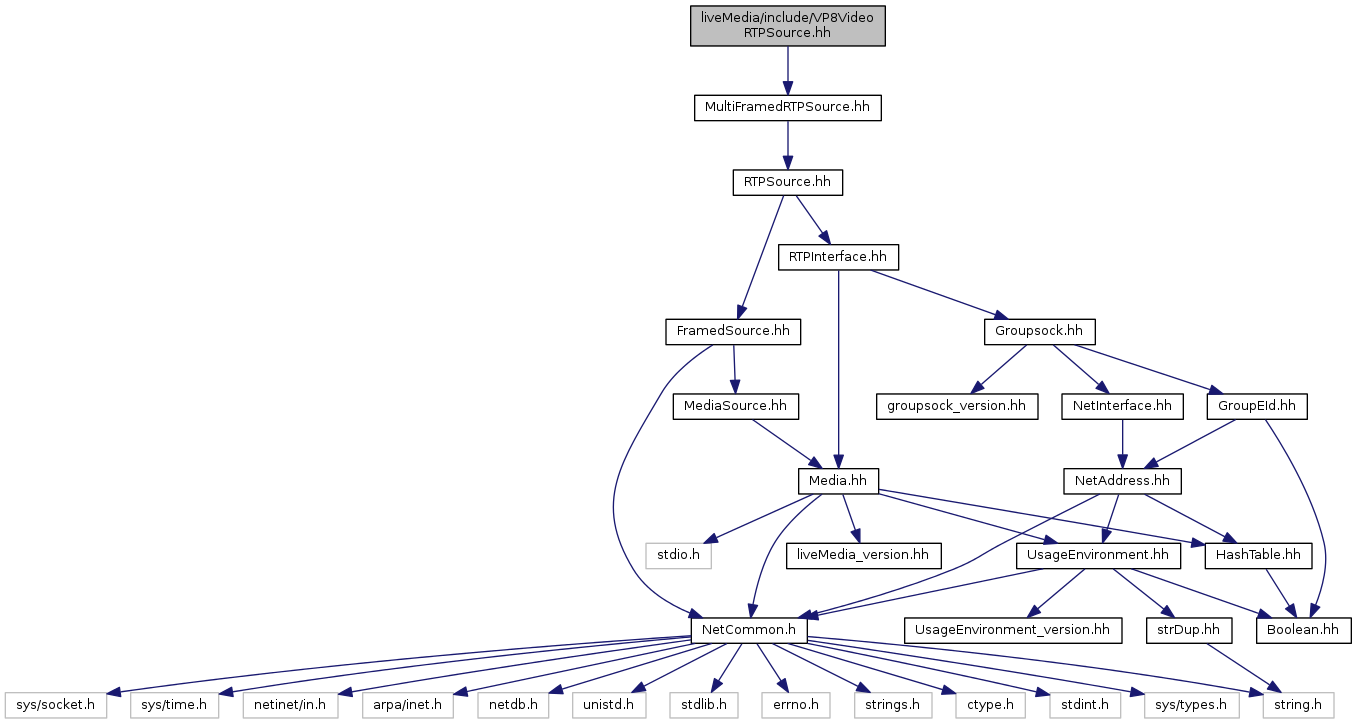 liveMedia/include/VP8Video
RTPSource.hh
MultiFramedRTPSource.hh
RTPSource.hh
RTPInterface.hh
FramedSource.hh
Groupsock.hh
MediaSource.hh
groupsock_version.hh
NetInterface.hh
GroupEId.hh
Media.hh
NetAddress.hh
stdio.h
liveMedia_version.hh
UsageEnvironment.hh
HashTable.hh
NetCommon.h
UsageEnvironment_version.hh
strDup.hh
Boolean.hh
sys/socket.h
sys/time.h
netinet/in.h
arpa/inet.h
netdb.h
unistd.h
stdlib.h
errno.h
strings.h
ctype.h
stdint.h
sys/types.h
string.h